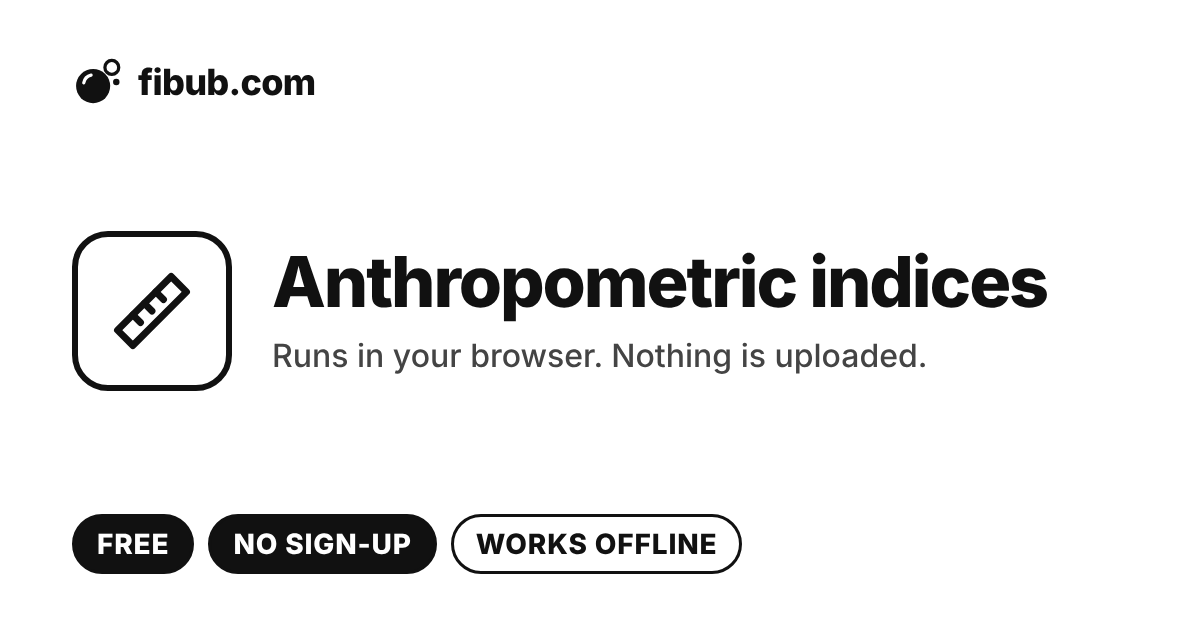 fibub.com
Anthropometric indices
Runs in your browser. Nothing is uploaded.
FREE
NO SIGN-UP
WORKS OFFLINE